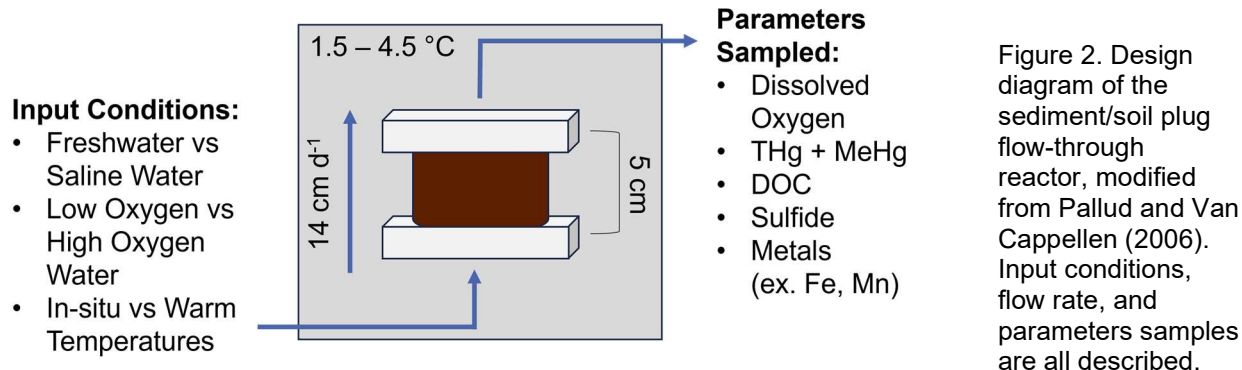 Input Conditions:
• Freshwater vs
Saline Water
• Low Oxygen vs
High Oxygen
Water
• In-situ vs Warm
Temperatures
1.5 – 4.5 °C
14 cm d-1
5 cm
Parameters
Sampled:
• Dissolved
Oxygen
• THg + MeHg
• DOC
• Sulfide
• Metals
(ex. Fe, Mn)
Figure 2. Design
diagram of the
sediment/soil plug
flow-through
reactor, modified
from Pallud and Van
Cappellen (2006).
Input conditions,
flow rate, and
parameters samples
are all described.